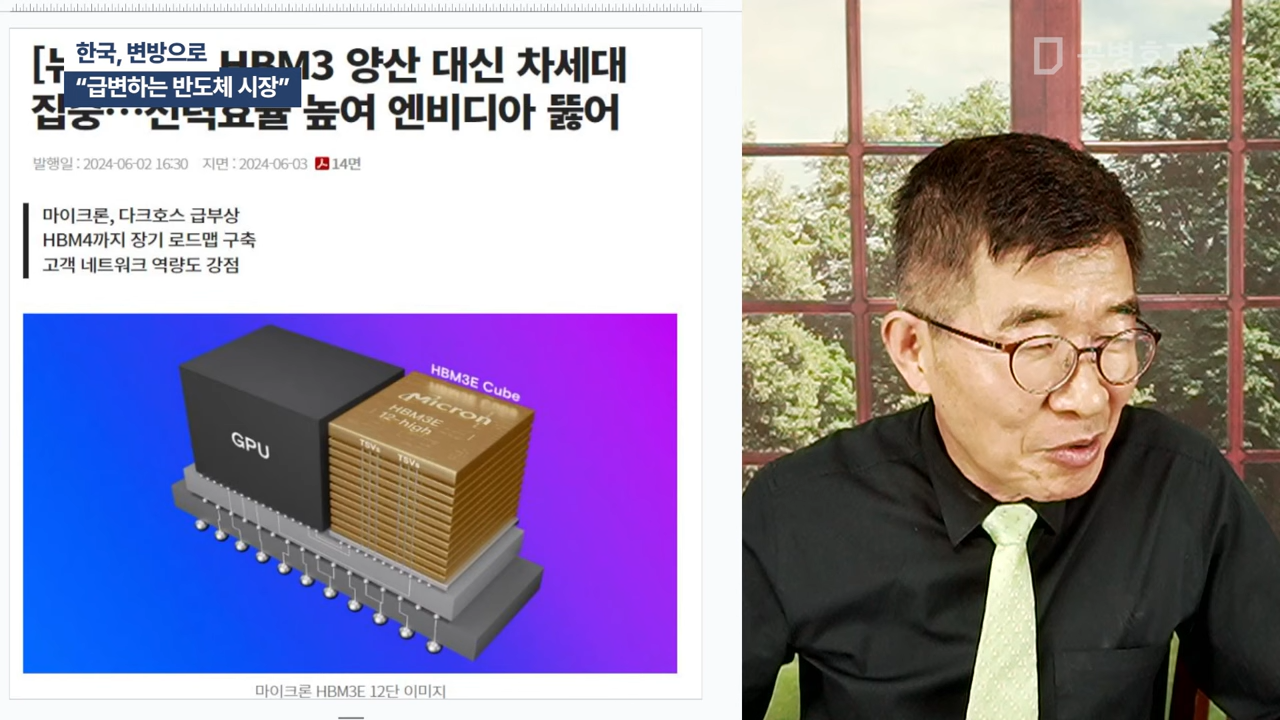 한국, 변방으로
“급변하는 반도체 시장”
HBM3 양산 대신 차세대
높여 엔비디아 뚫어
발행일 : 2024-06-02 16:30 지면 : 2024-06-03 14면
마이크론, 다크호스 급부상
HBM4까지 장기 로드맵 구축
고객 네트워크 역량도 강점
HBM3E Cube
Micron
HBM3E
12-high
TSVs TSVs
GPU
마이크론 HBM3E 12단 이미지